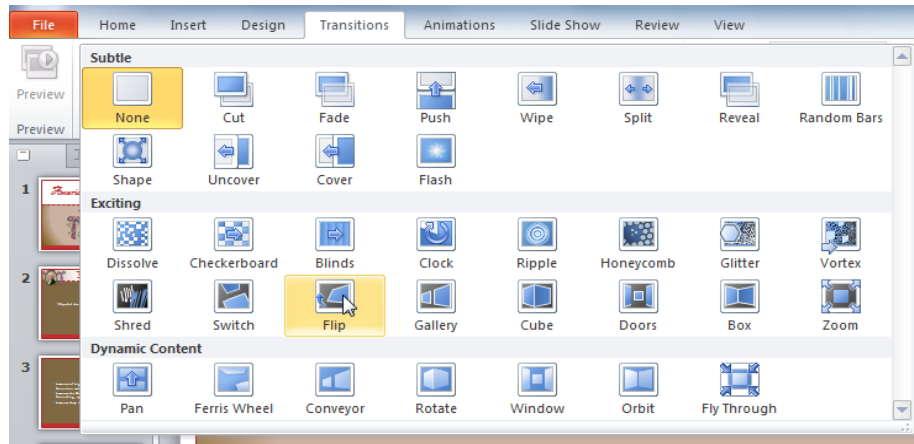 File Home Insert Design Transitions Animations Slide Show Review View
Subtle
Preview
None Cut Fade Push Wipe Split Reveal Random Bars
Preview
Shape Uncover Cover Flash
1
Exciting
Dissolve Checkerboard Blinds Clock Ripple Honeycomb Glitter Vortex
2
Shred Switch Flip Gallery Cube Doors Box Zoom
Dynamic Content
3
Pan Ferris Wheel Conveyor Rotate Window Orbit Fly Through